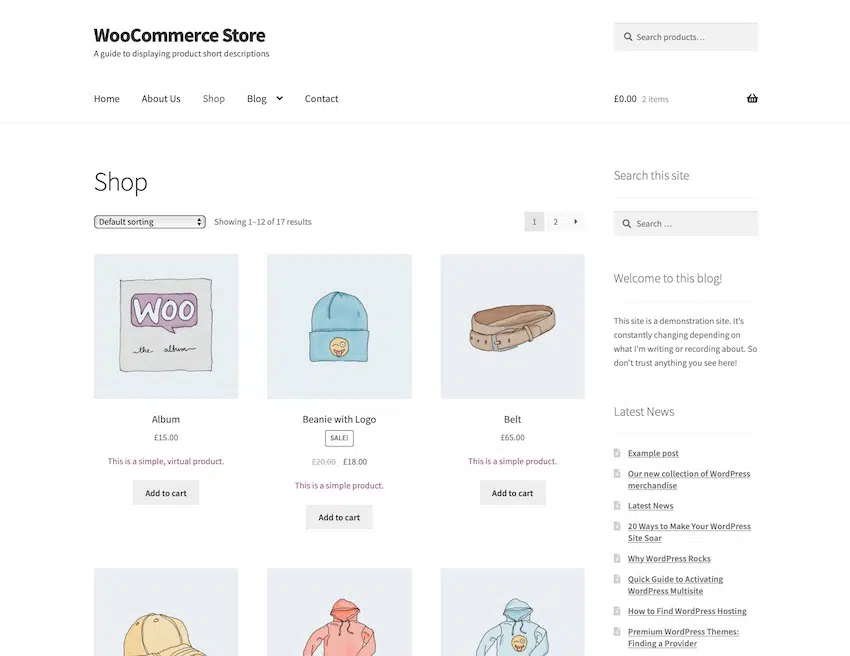 WooCommerce Store
A guide to displaying product short descriptions
Search products…
Home About Us Shop Blog Contact
£0.00 2 items
Shop
Default sorting Showing 1–12 of 17 results
1 2
WOO
the album
Album
£15.00
This is a simple, virtual product.
Add to cart
Beanie with Logo
SALE!
£20.00 £18.00
This is a simple product.
Add to cart
Belt
£65.00
This is a simple product.
Add to cart
Search this site
Search …
Welcome to this blog!
This site is a demonstration site. It's
constantly changing depending on
what I'm writing or recording about. So
don't trust anything you see here!
Latest News
Example post
Our new collection of WordPress
merchandise
Latest News
20 Ways to Make Your WordPress
Site Soar
Why WordPress Rocks
Quick Guide to Activating
WordPress Multisite
How to Find WordPress Hosting
Premium WordPress Themes:
Finding a Provider